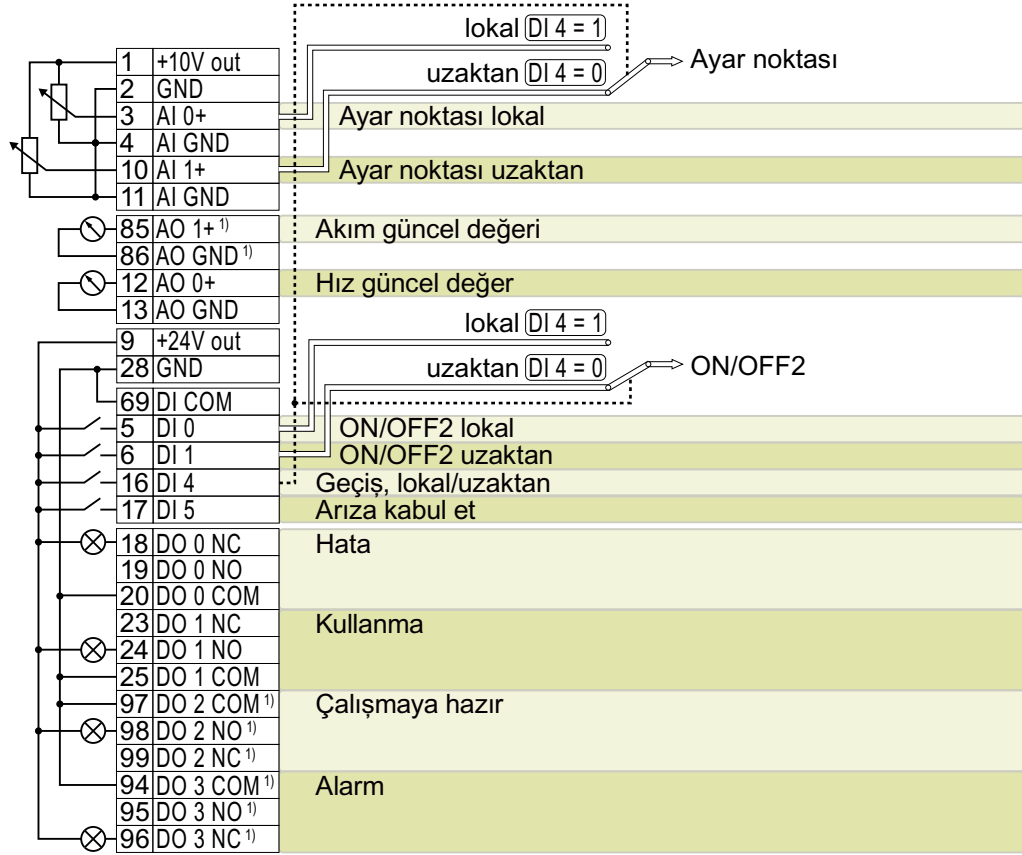 lokal DI 4 = 1
1 +10V out
uzaktan DI 4 = 0 Ayar noktası
2 GND
3 AI 0+ Ayar noktası lokal
4 AI GND
10 AI 1+ Ayar noktası uzaktan
11 AI GND
85 AO 1+ 1) Akım güncel değeri
86 AO GND 1)
12 AO 0+ Hız güncel değer
13 AO GND
lokal DI 4 = 1
9 +24V out
28 GND
uzaktan DI 4 = 0 ON/OFF2
69 DI COM
5 DI 0 ON/OFF2 lokal
6 DI 1 ON/OFF2 uzaktan
16 DI 4 Geçiş, lokal/uzaktan
17 DI 5 Arıza kabul et
18 DO 0 NC Hata
19 DO 0 NO
20 DO 0 COM
23 DO 1 NC Kullanma
24 DO 1 NO
25 DO 1 COM
97 DO 2 COM 1) Çalışmaya hazır
98 DO 2 NO 1)
99 DO 2 NC 1)
94 DO 3 COM 1) Alarm
95 DO 3 NO 1)
96 DO 3 NC 1)